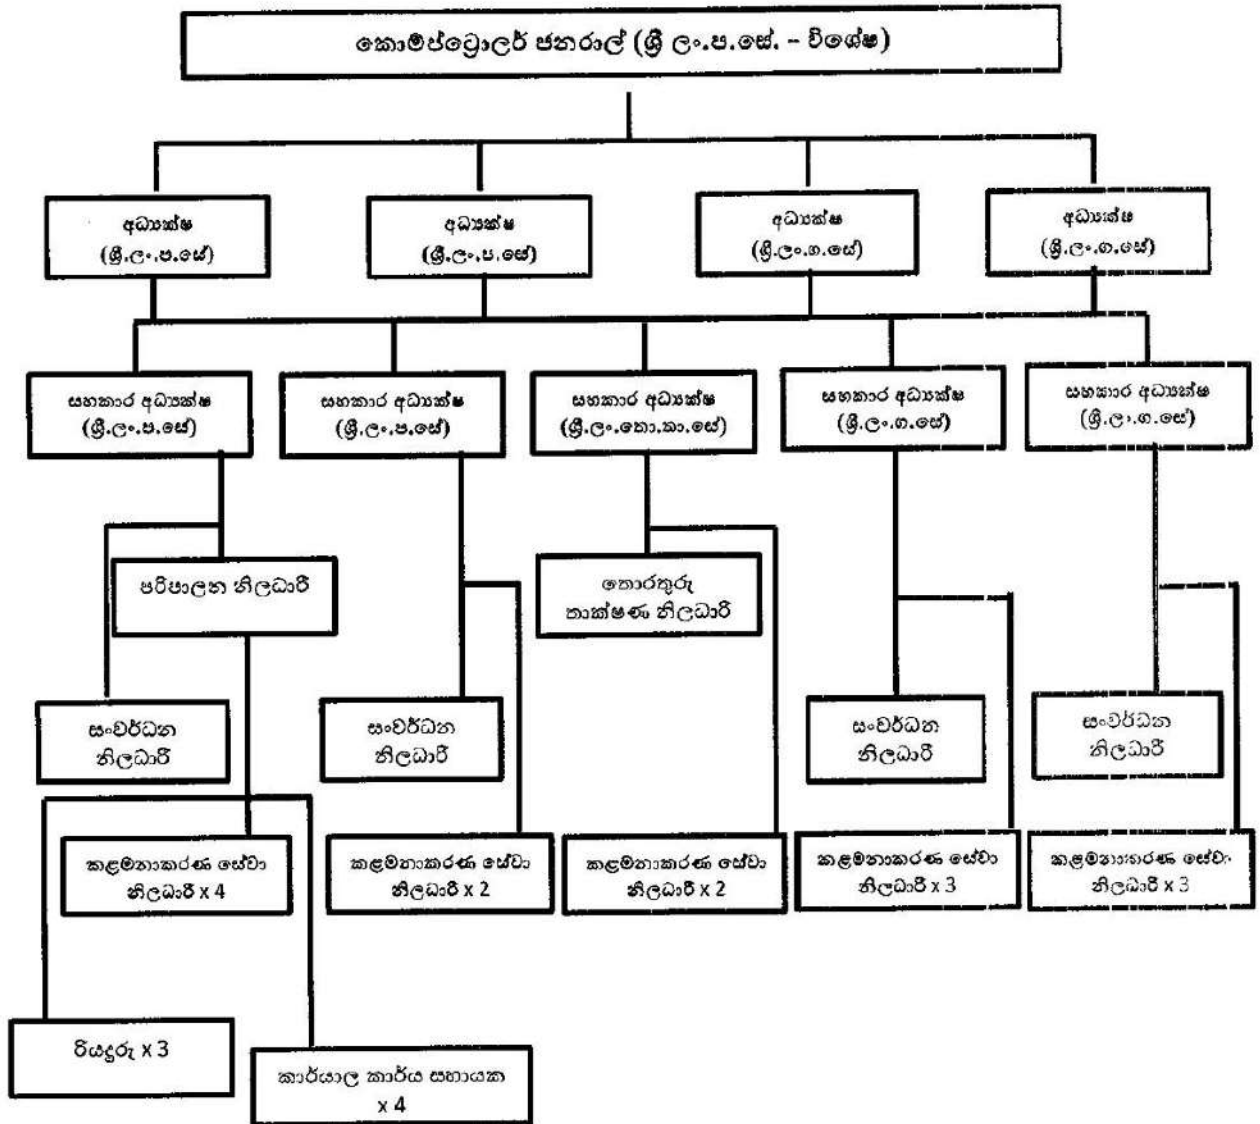 කොම්ප්ට්‍රොලර් ජනරාල් (ශ්‍රී ලං.ප.සේ. – විශේෂ)
අධ්‍යක්ෂ
(ශ්‍රී.ලං.ප.සේ)
අධ්‍යක්ෂ
(ශ්‍රී.ලං.ප.සේ)
අධ්‍යක්ෂ
(ශ්‍රී.ලං.ග.සේ)
අධ්‍යක්ෂ
(ශ්‍රී.ලං.ග.සේ)
සහකාර අධ්‍යක්ෂ
(ශ්‍රී.ලං.ප.සේ)
සහකාර අධ්‍යක්ෂ
(ශ්‍රී.ලං.ප.සේ)
සහකාර අධ්‍යක්ෂ
(ශ්‍රී.ලං.තො.තා.සේ)
සහකාර අධ්‍යක්ෂ
(ශ්‍රී.ලං.ග.සේ)
සහකාර අධ්‍යක්ෂ
(ශ්‍රී.ලං.ග.සේ)
පරිපාලන නිලධාරී
තොරතුරු
තාක්ෂණ නිලධාරී
සංවර්ධන
නිලධාරී
සංවර්ධන
නිලධාරී
සංවර්ධන
නිලධාරී
සංවර්ධන
නිලධාරී
කළමනාකරණ සේවා
නිලධාරී x 4
කළමනාකරණ සේවා
නිලධාරී x 2
කළමනාකරණ සේවා
නිලධාරී x 2
කළමනාකරණ සේවා
නිලධාරී x 3
කළමනාකරණ සේවා
නිලධාරී x 3
රියදුරු x 3
කාර්යාල කාර්ය සහායක
x 4